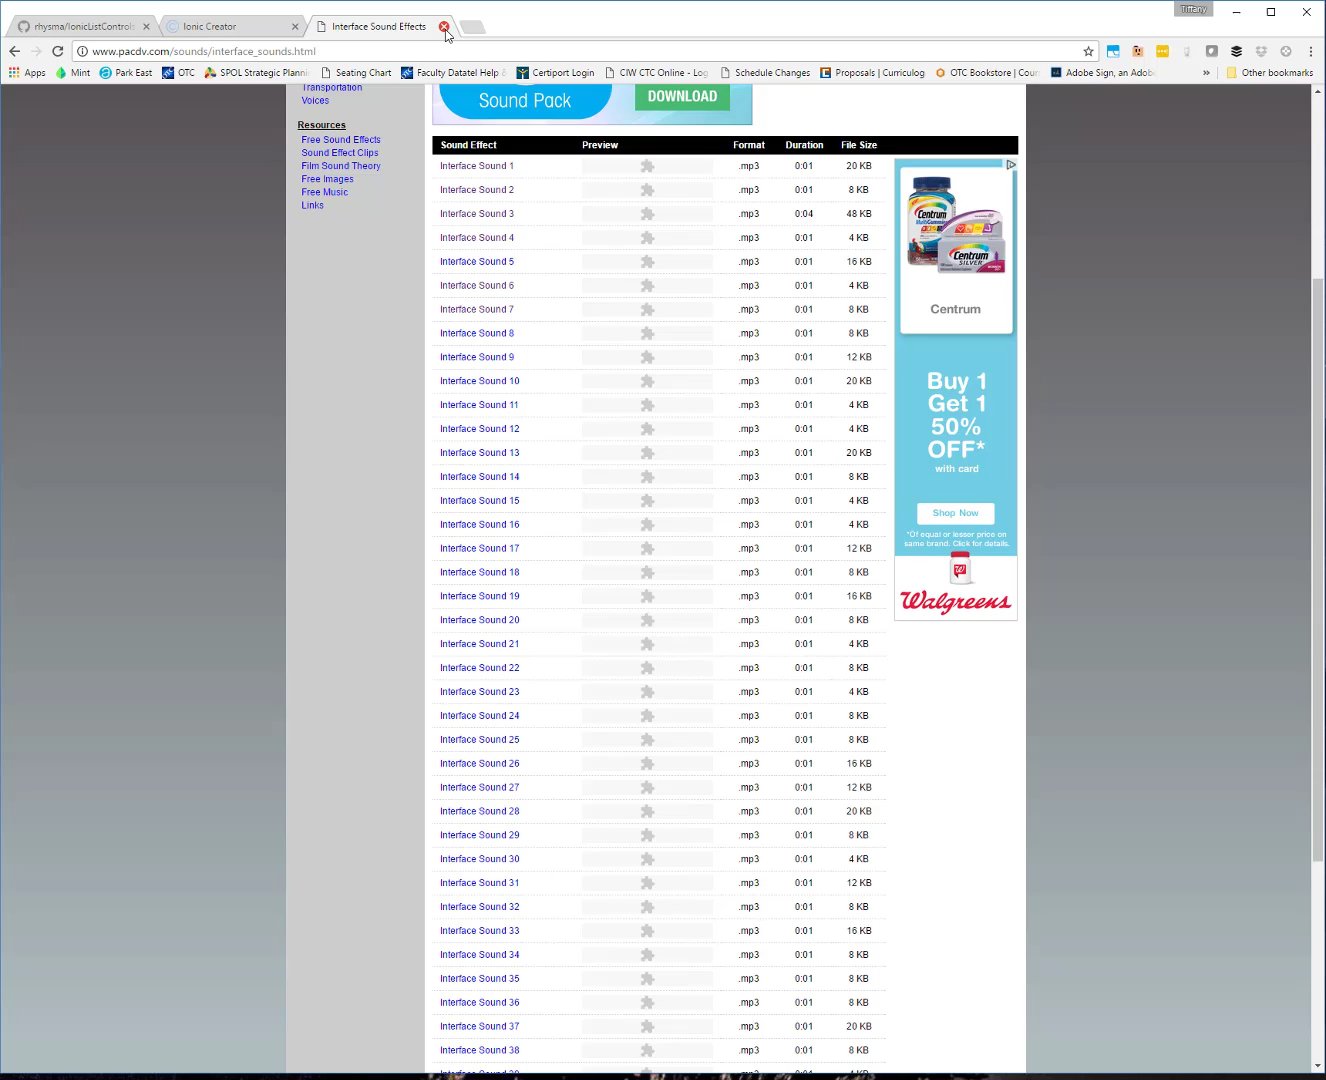 Tiffany
rhysma/IonicListControls
Ionic Creator
Interface Sound Effects
www.pacdv.com/sounds/interface_sounds.html
Apps
Mint
Park East
OTC
SPOL Strategic Planni
Seating Chart
Faculty Datatel Help &
Certiport Login
CIW CTC Online - Log
Schedule Changes
Proposals | Curriculog
OTC Bookstore | Cour
Adobe Sign, an Adobe
»
Other bookmarks
Transportation
Voices
Resources
Free Sound Effects
Sound Effect Clips
Film Sound Theory
Free Images
Free Music
Links
Sound Pack
DOWNLOAD
Sound Effect Preview Format Duration File Size
Interface Sound 1 .mp3 0:01 20 KB
Interface Sound 2 .mp3 0:01 8 KB
Interface Sound 3 .mp3 0:04 48 KB
Interface Sound 4 .mp3 0:01 4 KB
Interface Sound 5 .mp3 0:01 16 KB
Interface Sound 6 .mp3 0:01 4 KB
Interface Sound 7 .mp3 0:01 8 KB
Interface Sound 8 .mp3 0:01 8 KB
Interface Sound 9 .mp3 0:01 12 KB
Interface Sound 10 .mp3 0:01 20 KB
Interface Sound 11 .mp3 0:01 4 KB
Interface Sound 12 .mp3 0:01 4 KB
Interface Sound 13 .mp3 0:01 20 KB
Interface Sound 14 .mp3 0:01 8 KB
Interface Sound 15 .mp3 0:01 4 KB
Interface Sound 16 .mp3 0:01 4 KB
Interface Sound 17 .mp3 0:01 12 KB
Interface Sound 18 .mp3 0:01 8 KB
Interface Sound 19 .mp3 0:01 16 KB
Interface Sound 20 .mp3 0:01 8 KB
Interface Sound 21 .mp3 0:01 4 KB
Interface Sound 22 .mp3 0:01 8 KB
Interface Sound 23 .mp3 0:01 4 KB
Interface Sound 24 .mp3 0:01 8 KB
Interface Sound 25 .mp3 0:01 8 KB
Interface Sound 26 .mp3 0:01 16 KB
Interface Sound 27 .mp3 0:01 12 KB
Interface Sound 28 .mp3 0:01 20 KB
Interface Sound 29 .mp3 0:01 8 KB
Interface Sound 30 .mp3 0:01 4 KB
Interface Sound 31 .mp3 0:01 12 KB
Interface Sound 32 .mp3 0:01 8 KB
Interface Sound 33 .mp3 0:01 16 KB
Interface Sound 34 .mp3 0:01 8 KB
Interface Sound 35 .mp3 0:01 8 KB
Interface Sound 36 .mp3 0:01 8 KB
Interface Sound 37 .mp3 0:01 20 KB
Interface Sound 38 .mp3 0:01 8 KB
Centrum
Centrum
SILVER
Centrum
Buy 1
Get 1
50%
OFF*
with card
Shop Now
*Of equal or lesser price on
same brand. Click for details.
W
Walgreens